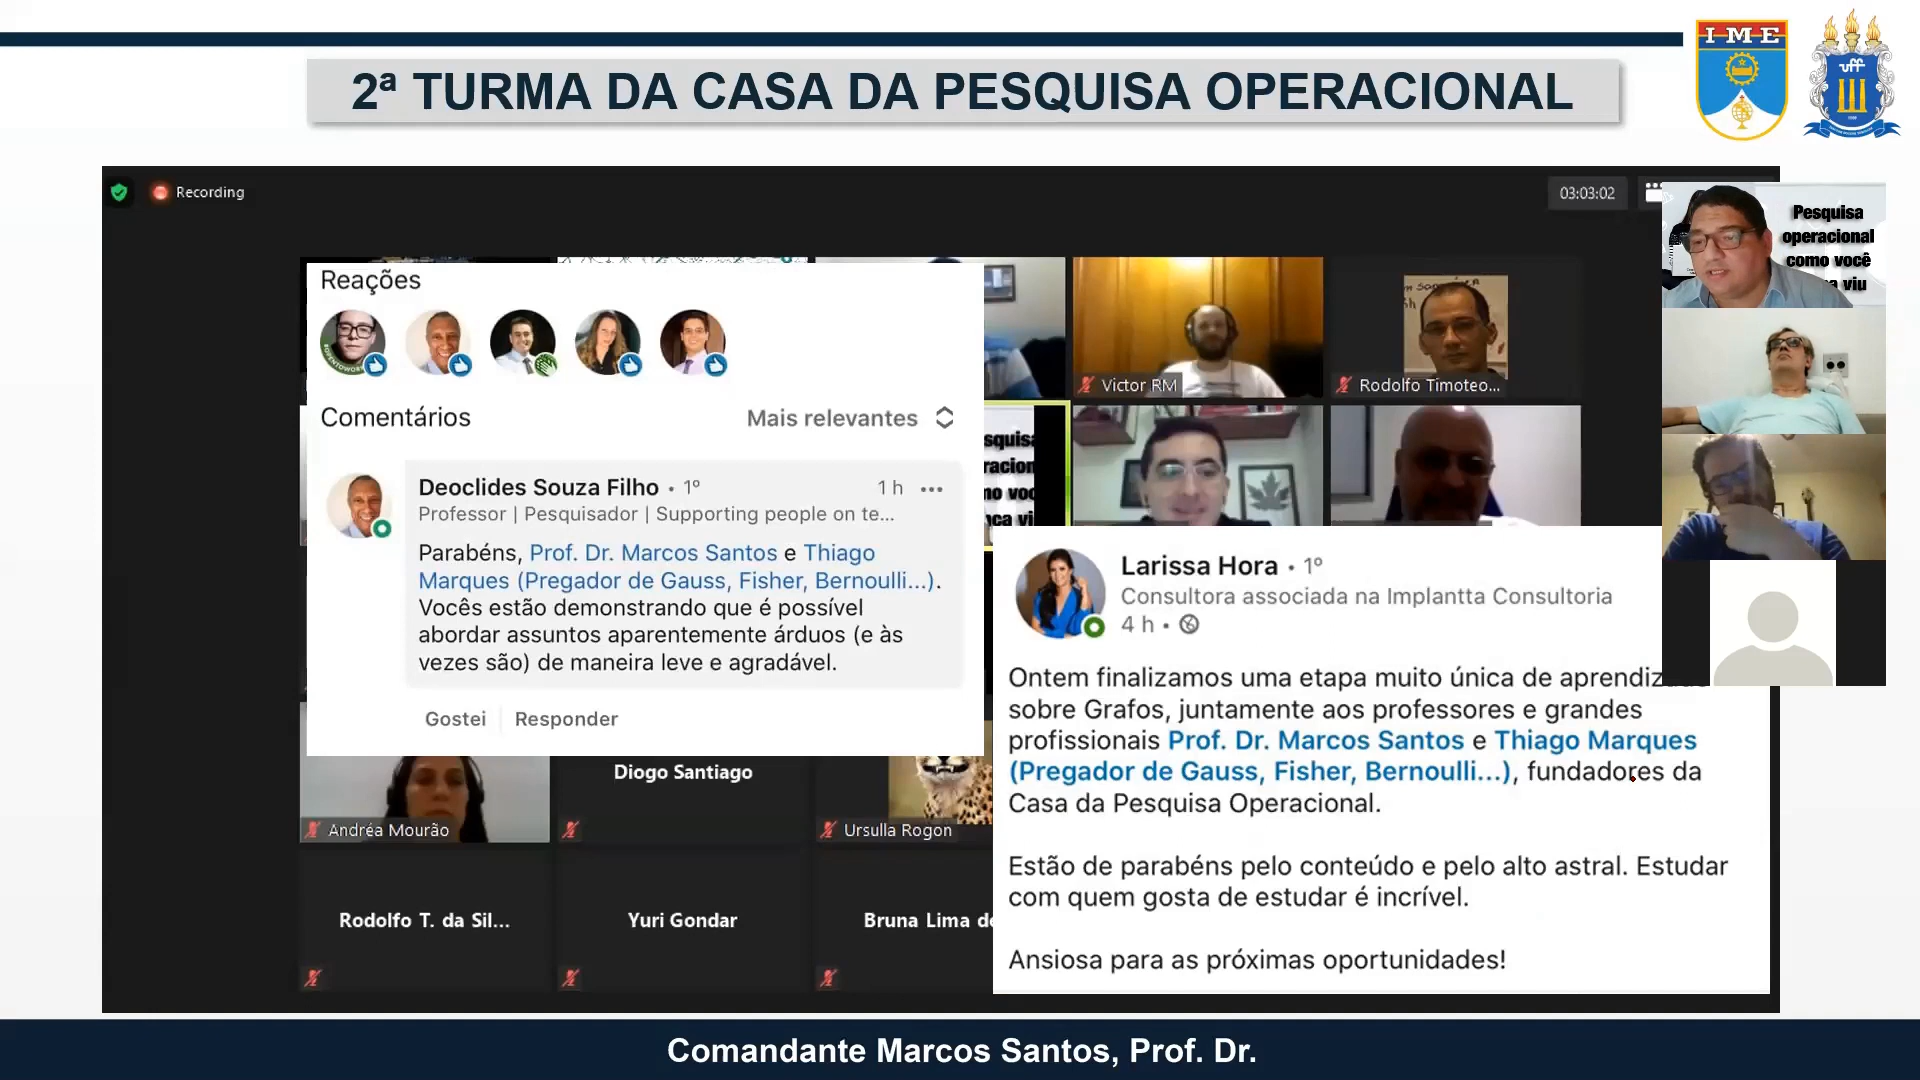 2ª TURMA DA CASA DA PESQUISA OPERACIONAL
IME
uff
Recording
03:03:02
Pesquisa
operacional
como você
viu
Reações
Comentários
Mais relevantes
Deoclides Souza Filho • 1º
1 h •••
Professor | Pesquisador | Supporting people on te...
Parabéns, Prof. Dr. Marcos Santos e Thiago
Marques (Pregador de Gauss, Fisher, Bernoulli...).
Vocês estão demonstrando que é possível
abordar assuntos aparentemente árduos (e às
vezes são) de maneira leve e agradável.
Gostei
Responder
Victor RM
Rodolfo Timoteo...
Larissa Hora • 1º
Consultora associada na Implantta Consultoria
4 h •
Ontem finalizamos uma etapa muito única de
sobre Grafos, juntamente aos professores e grandes
profissionais Prof. Dr. Marcos Santos e Thiago Marques
(Pregador de Gauss, Fisher, Bernoulli...), fundadores da
Casa da Pesquisa Operacional.
Estão de parabéns pelo conteúdo e pelo alto astral. Estudar
com quem gosta de estudar é incrível.
Ansiosa para as próximas oportunidades!
Andréa Mourão
Diogo Santiago
Ursulla Rogon
Rodolfo T. da Sil...
Yuri Gondar
Bruna Lima
Comandante Marcos Santos, Prof. Dr.